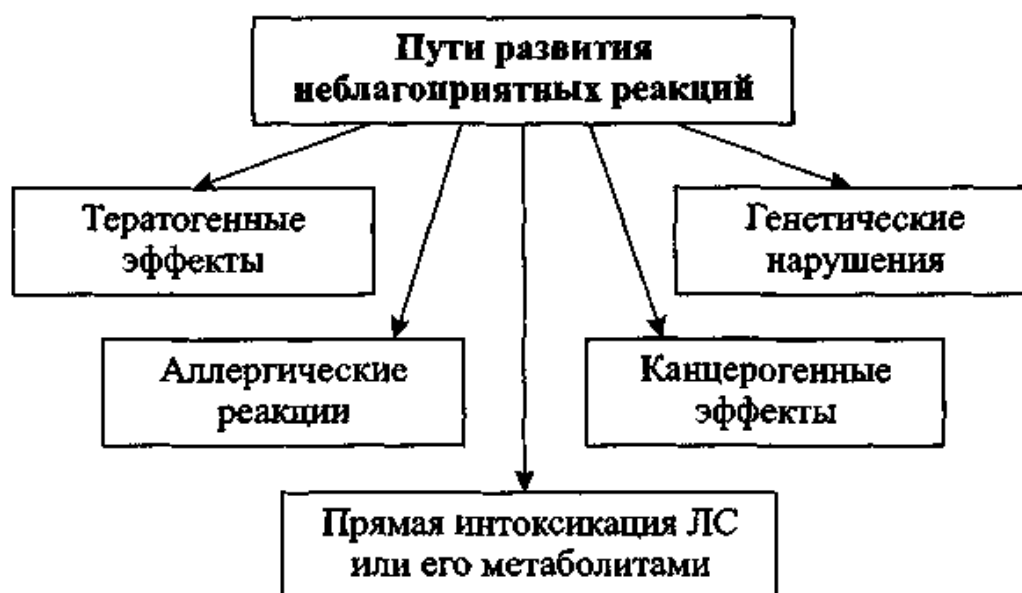 Пути развития
неблагоприятных реакций
Тератогенные
эффекты
Генетические
нарушения
Аллергические
реакции
Канцерогенные
эффекты
Прямая интоксикация ЛС
или его метаболитами